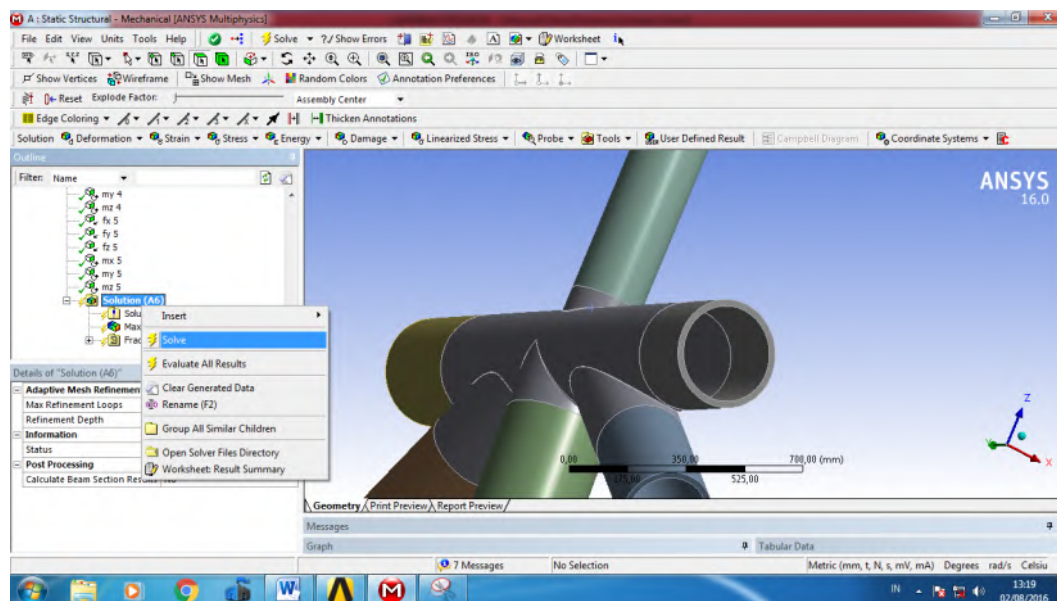 A : Static Structural - Mechanical [ANSYS Multiphysics]
File Edit View Units Tools Help Solve ?/ Show Errors A Worksheet i
Show Vertices Wireframe Show Mesh Random Colors Annotation Preferences
Reset Explode Factor: Assembly Center
Edge Coloring Thicken Annotations
Solution Deformation Strain Stress Energy Damage Linearized Stress Probe Tools User Defined Result Campbell Diagram Coordinate Systems
Outline
Filter: Name
my 4
mz 4
fx 5
fy 5
fz 5
mx 5
my 5
mz 5
Solution (A6)
Solu
Max
Frac
Insert
Solve
Evaluate All Results
Clear Generated Data
Rename (F2)
Group All Similar Children
Open Solver Files Directory
Worksheet: Result Summary
Details of "Solution (A6)"
Adaptive Mesh Refinemen
Max Refinement Loops
Refinement Depth
Information
Status
Post Processing
Calculate Beam Section Results No
ANSYS
16.0
Z
Y
X
0,00 350,00 700,00 (mm)
175,00 525,00
Geometry Print Preview Report Preview
Messages
Graph Tabular Data
7 Messages No Selection Metric (mm, t, N, s, mV, mA) Degrees rad/s Celsiu
IN 13:19
02/08/2016